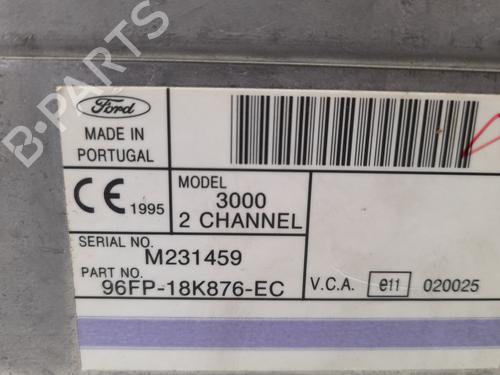 B-PARTS
Ford
MADE IN
PORTUGAL
CE 1995
MODEL
3000
2 CHANNEL
SERIAL NO.
M231459
PART NO.
96FP-18K876-EC
V.C.A. e11 020025